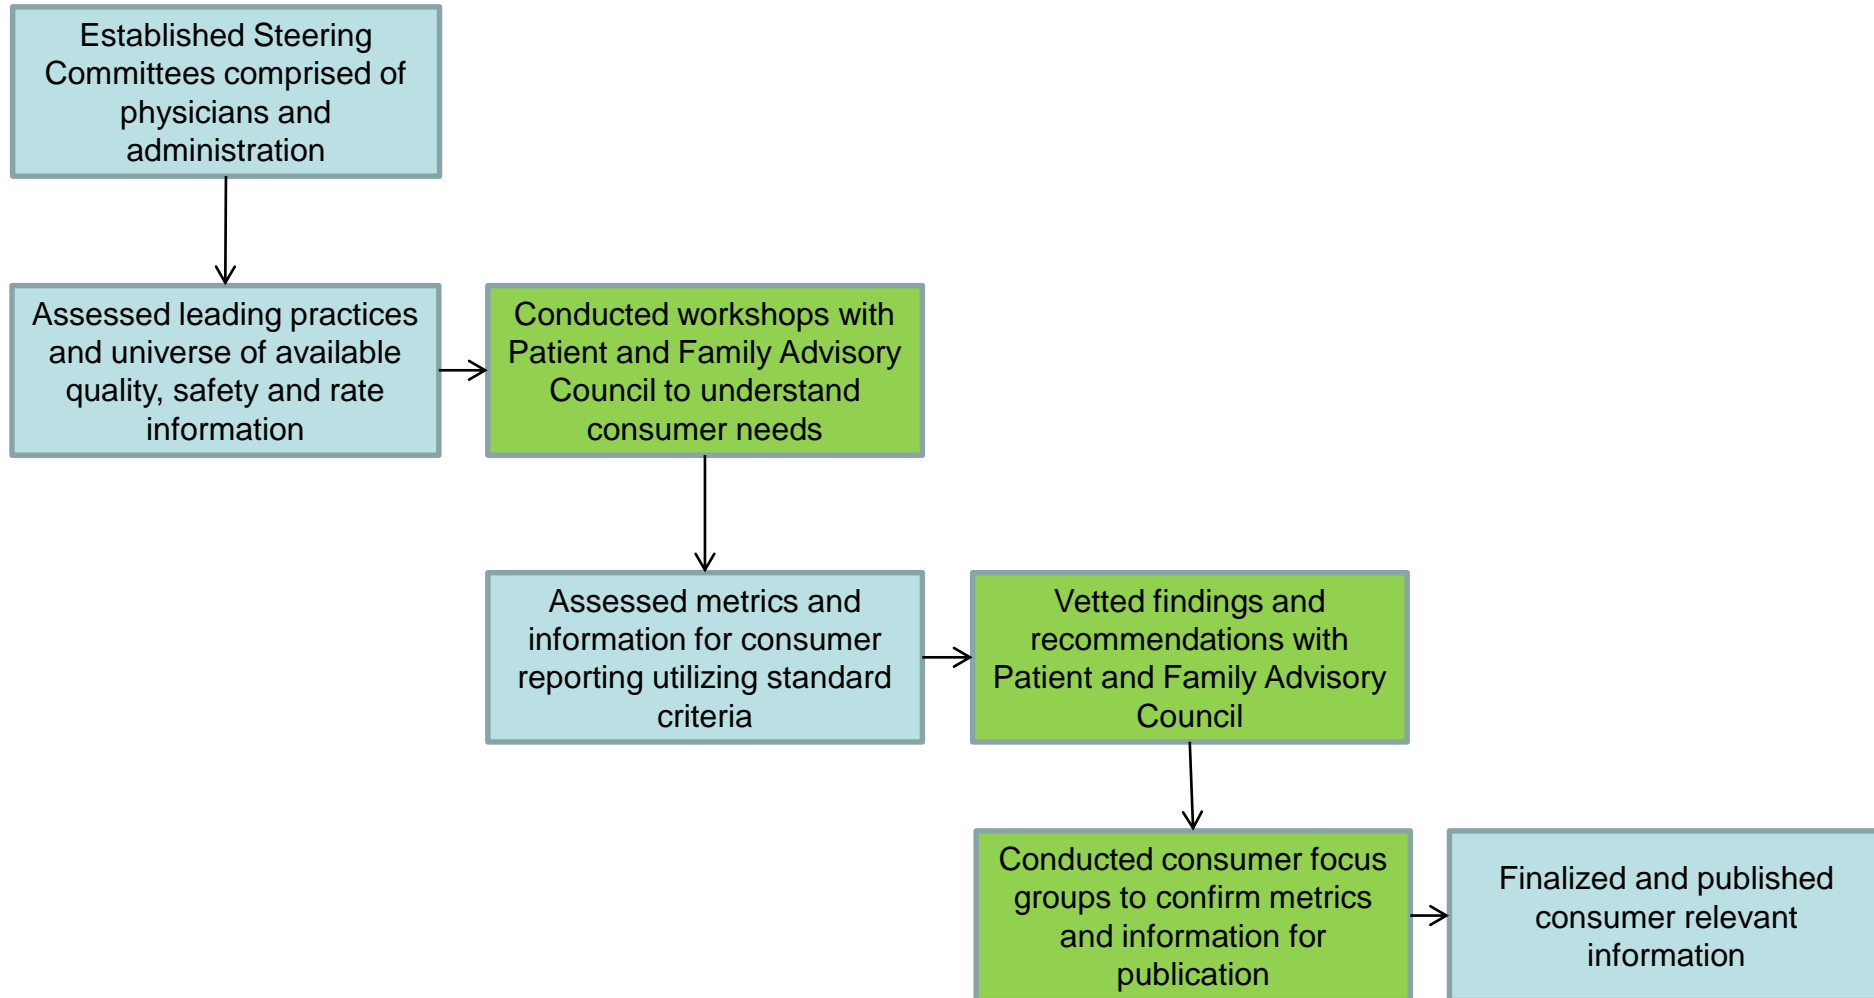 Established Steering
Committees comprised of
physicians and
administration
Assessed leading practices
and universe of available
quality, safety and rate
information
Conducted workshops with
Patient and Family Advisory
Council to understand
consumer needs
Assessed metrics and
information for consumer
reporting utilizing standard
criteria
Vetted findings and
recommendations with
Patient and Family Advisory
Council
Conducted consumer focus
groups to confirm metrics
and information for
publication
Finalized and published
consumer relevant
information